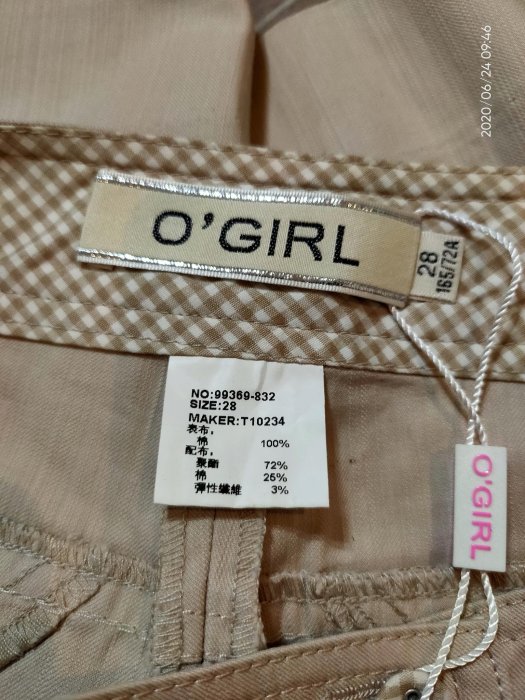 2020/06/24 09:46
O'GIRL
28
165/72A
NO:99369-832
SIZE:28
MAKER:T10234
表布:
棉 100%
配布:
聚酯 72%
棉 25%
彈性纖維 3%
O'GIRL